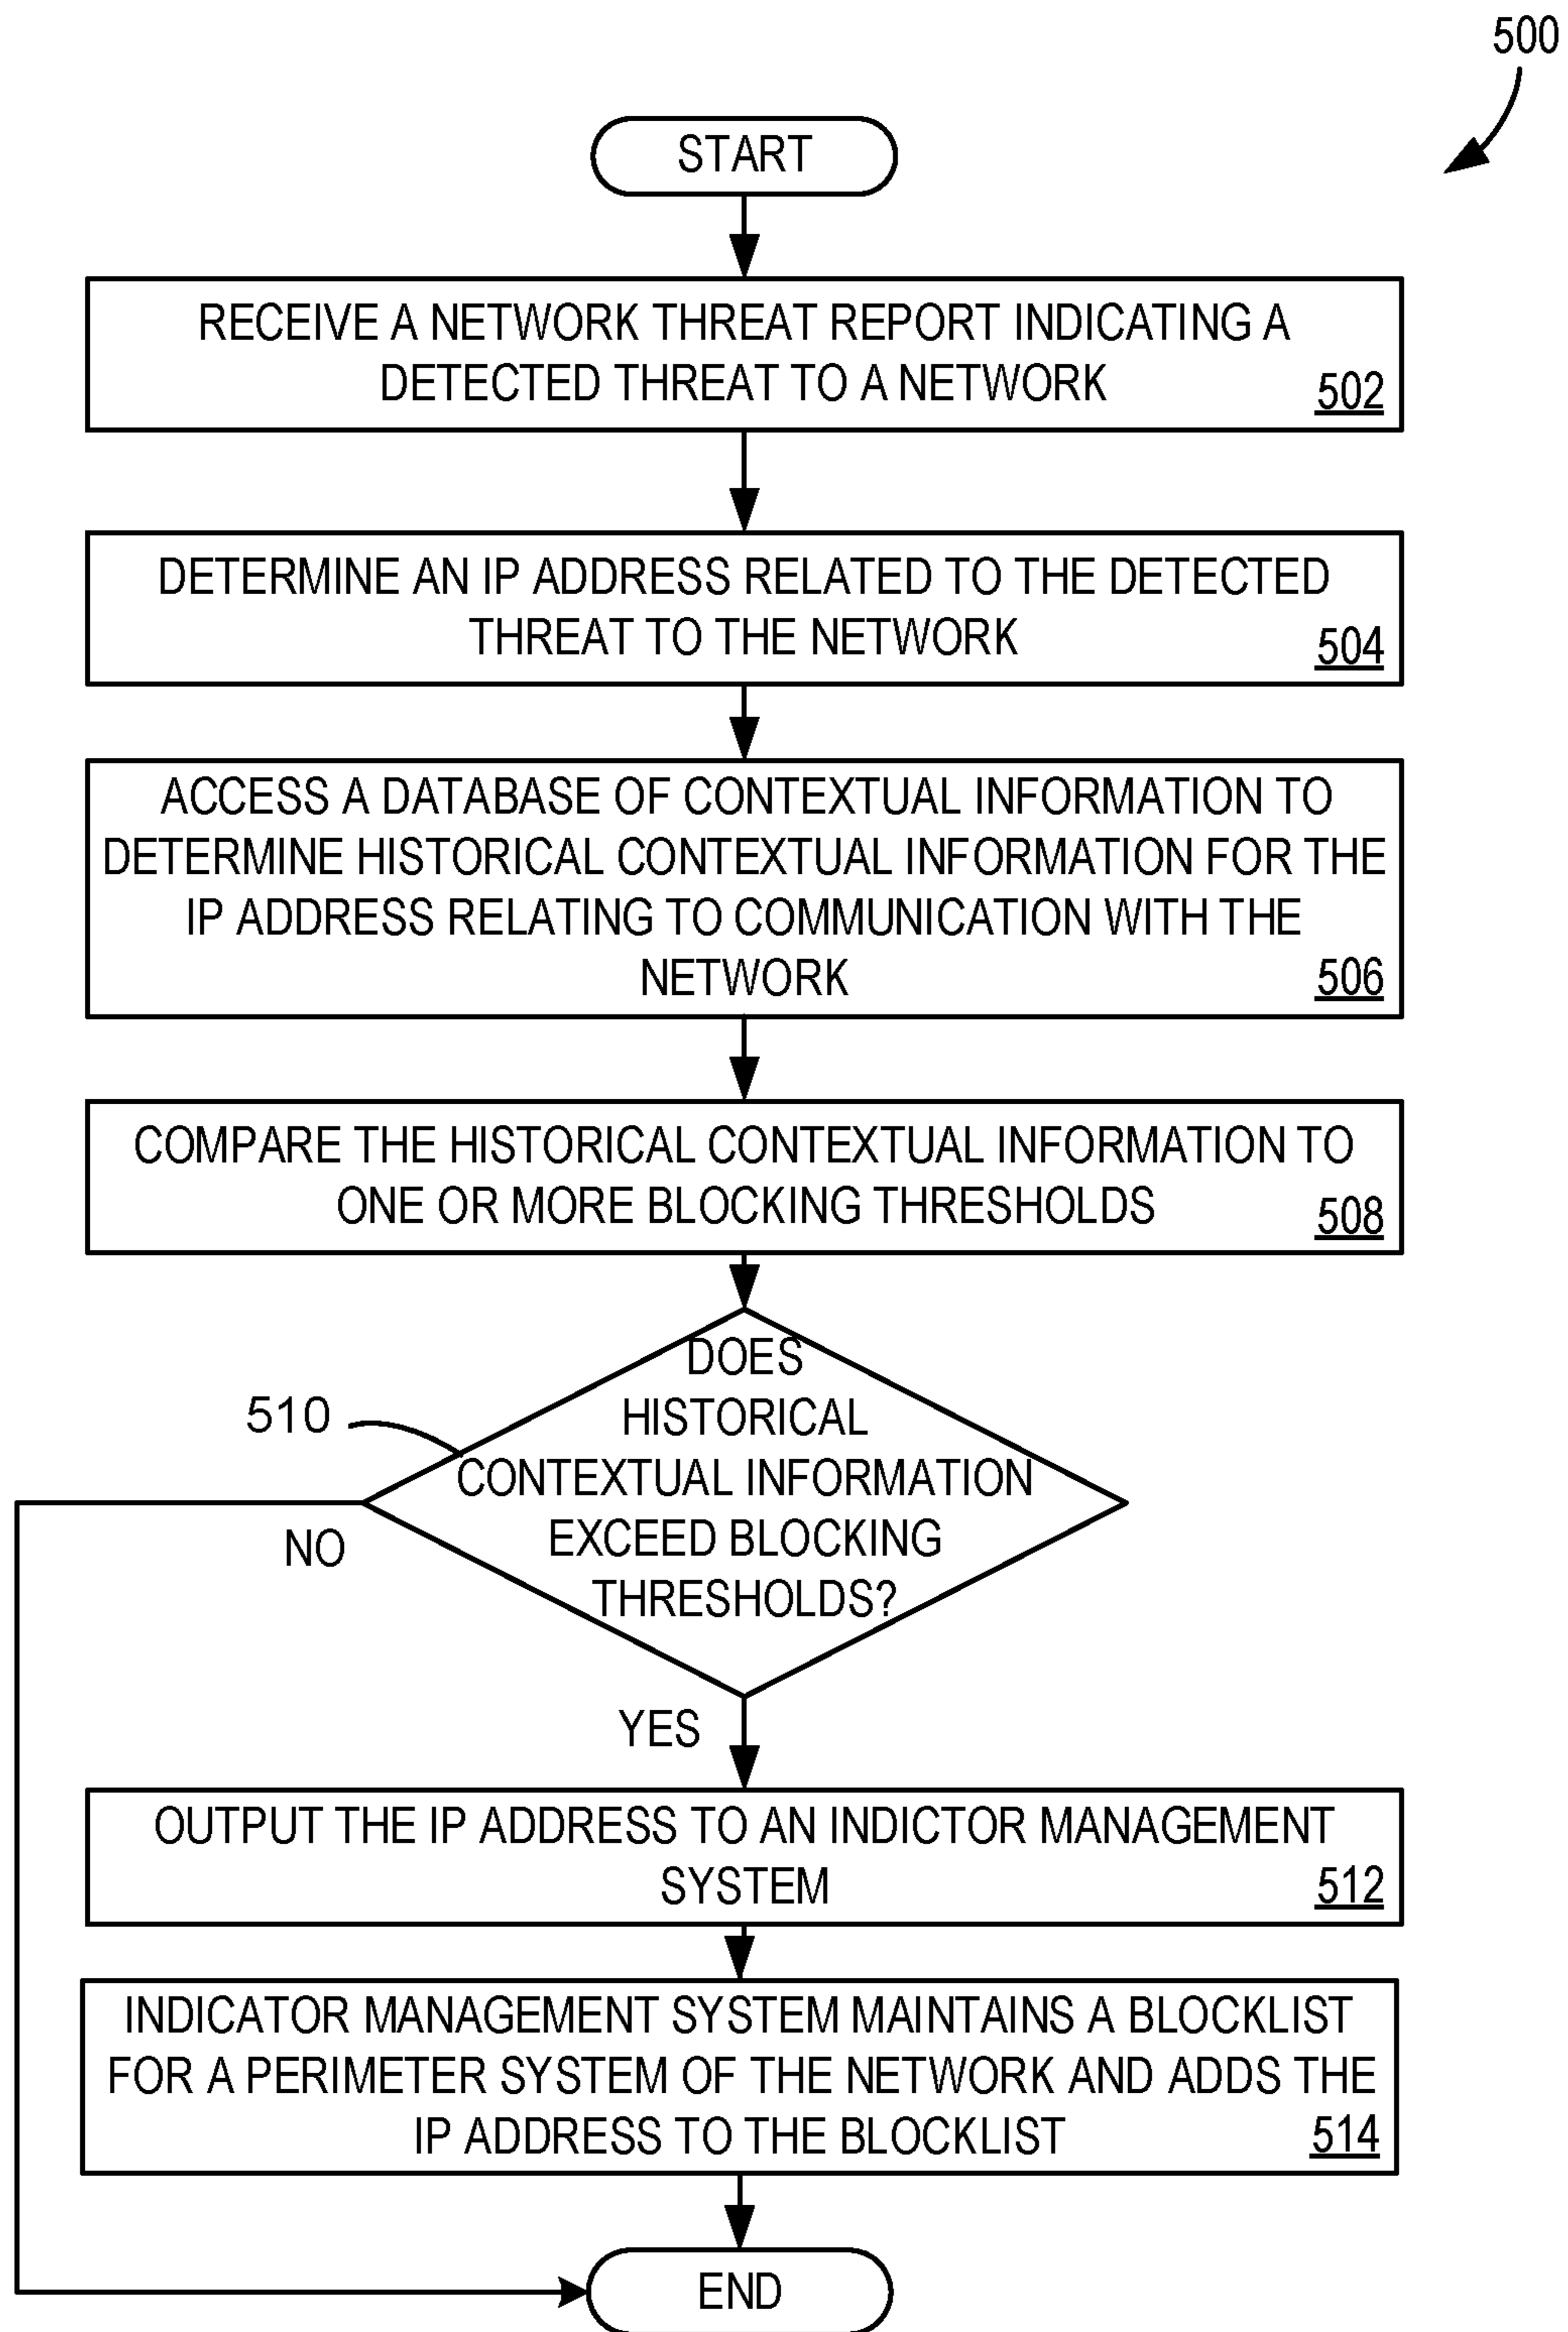 500
START
RECEIVE A NETWORK THREAT REPORT INDICATING A
DETECTED THREAT TO A NETWORK
502
DETERMINE AN IP ADDRESS RELATED TO THE DETECTED
THREAT TO THE NETWORK
504
ACCESS A DATABASE OF CONTEXTUAL INFORMATION TO
DETERMINE HISTORICAL CONTEXTUAL INFORMATION FOR THE
IP ADDRESS RELATING TO COMMUNICATION WITH THE
NETWORK
506
COMPARE THE HISTORICAL CONTEXTUAL INFORMATION TO
ONE OR MORE BLOCKING THRESHOLDS
508
DOES
HISTORICAL
CONTEXTUAL INFORMATION
EXCEED BLOCKING
THRESHOLDS?
510
NO
YES
OUTPUT THE IP ADDRESS TO AN INDICTOR MANAGEMENT
SYSTEM
512
INDICATOR MANAGEMENT SYSTEM MAINTAINS A BLOCKLIST
FOR A PERIMETER SYSTEM OF THE NETWORK AND ADDS THE
IP ADDRESS TO THE BLOCKLIST
514
END